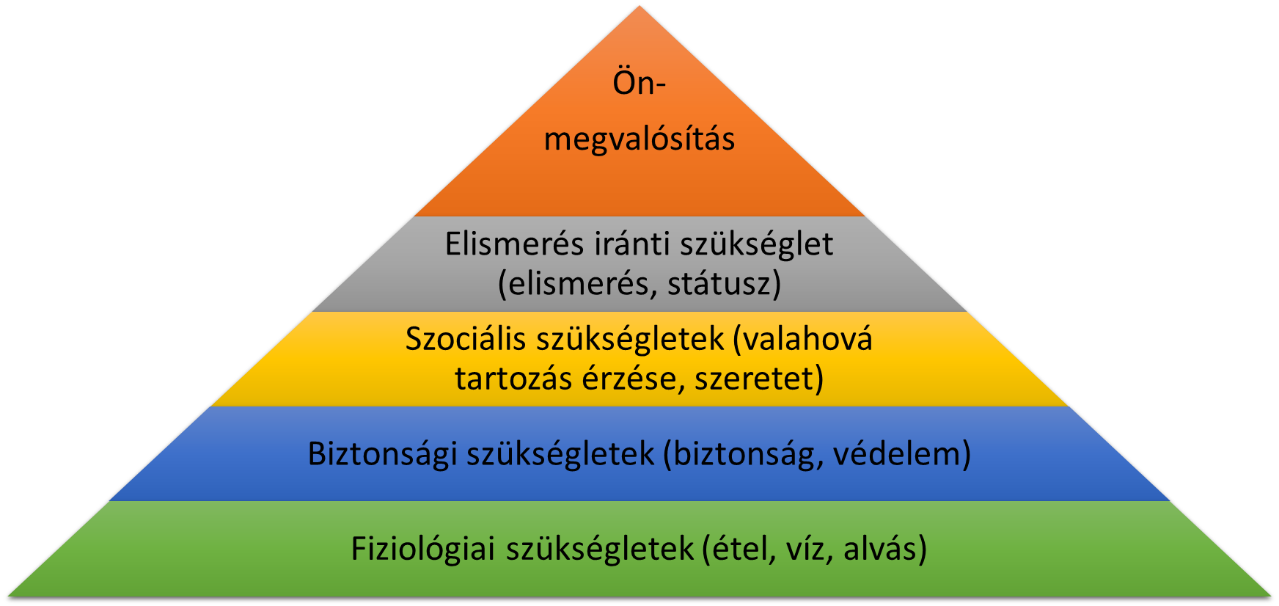 Ön-
megvalósítás
Elismerés iránti szükséglet
(elismerés, státusz)
Szociális szükségletek (valahová
tartozás érzése, szeretet)
Biztonsági szükségletek (biztonság, védelem)
Fiziológiai szükségletek (étel, víz, alvás)